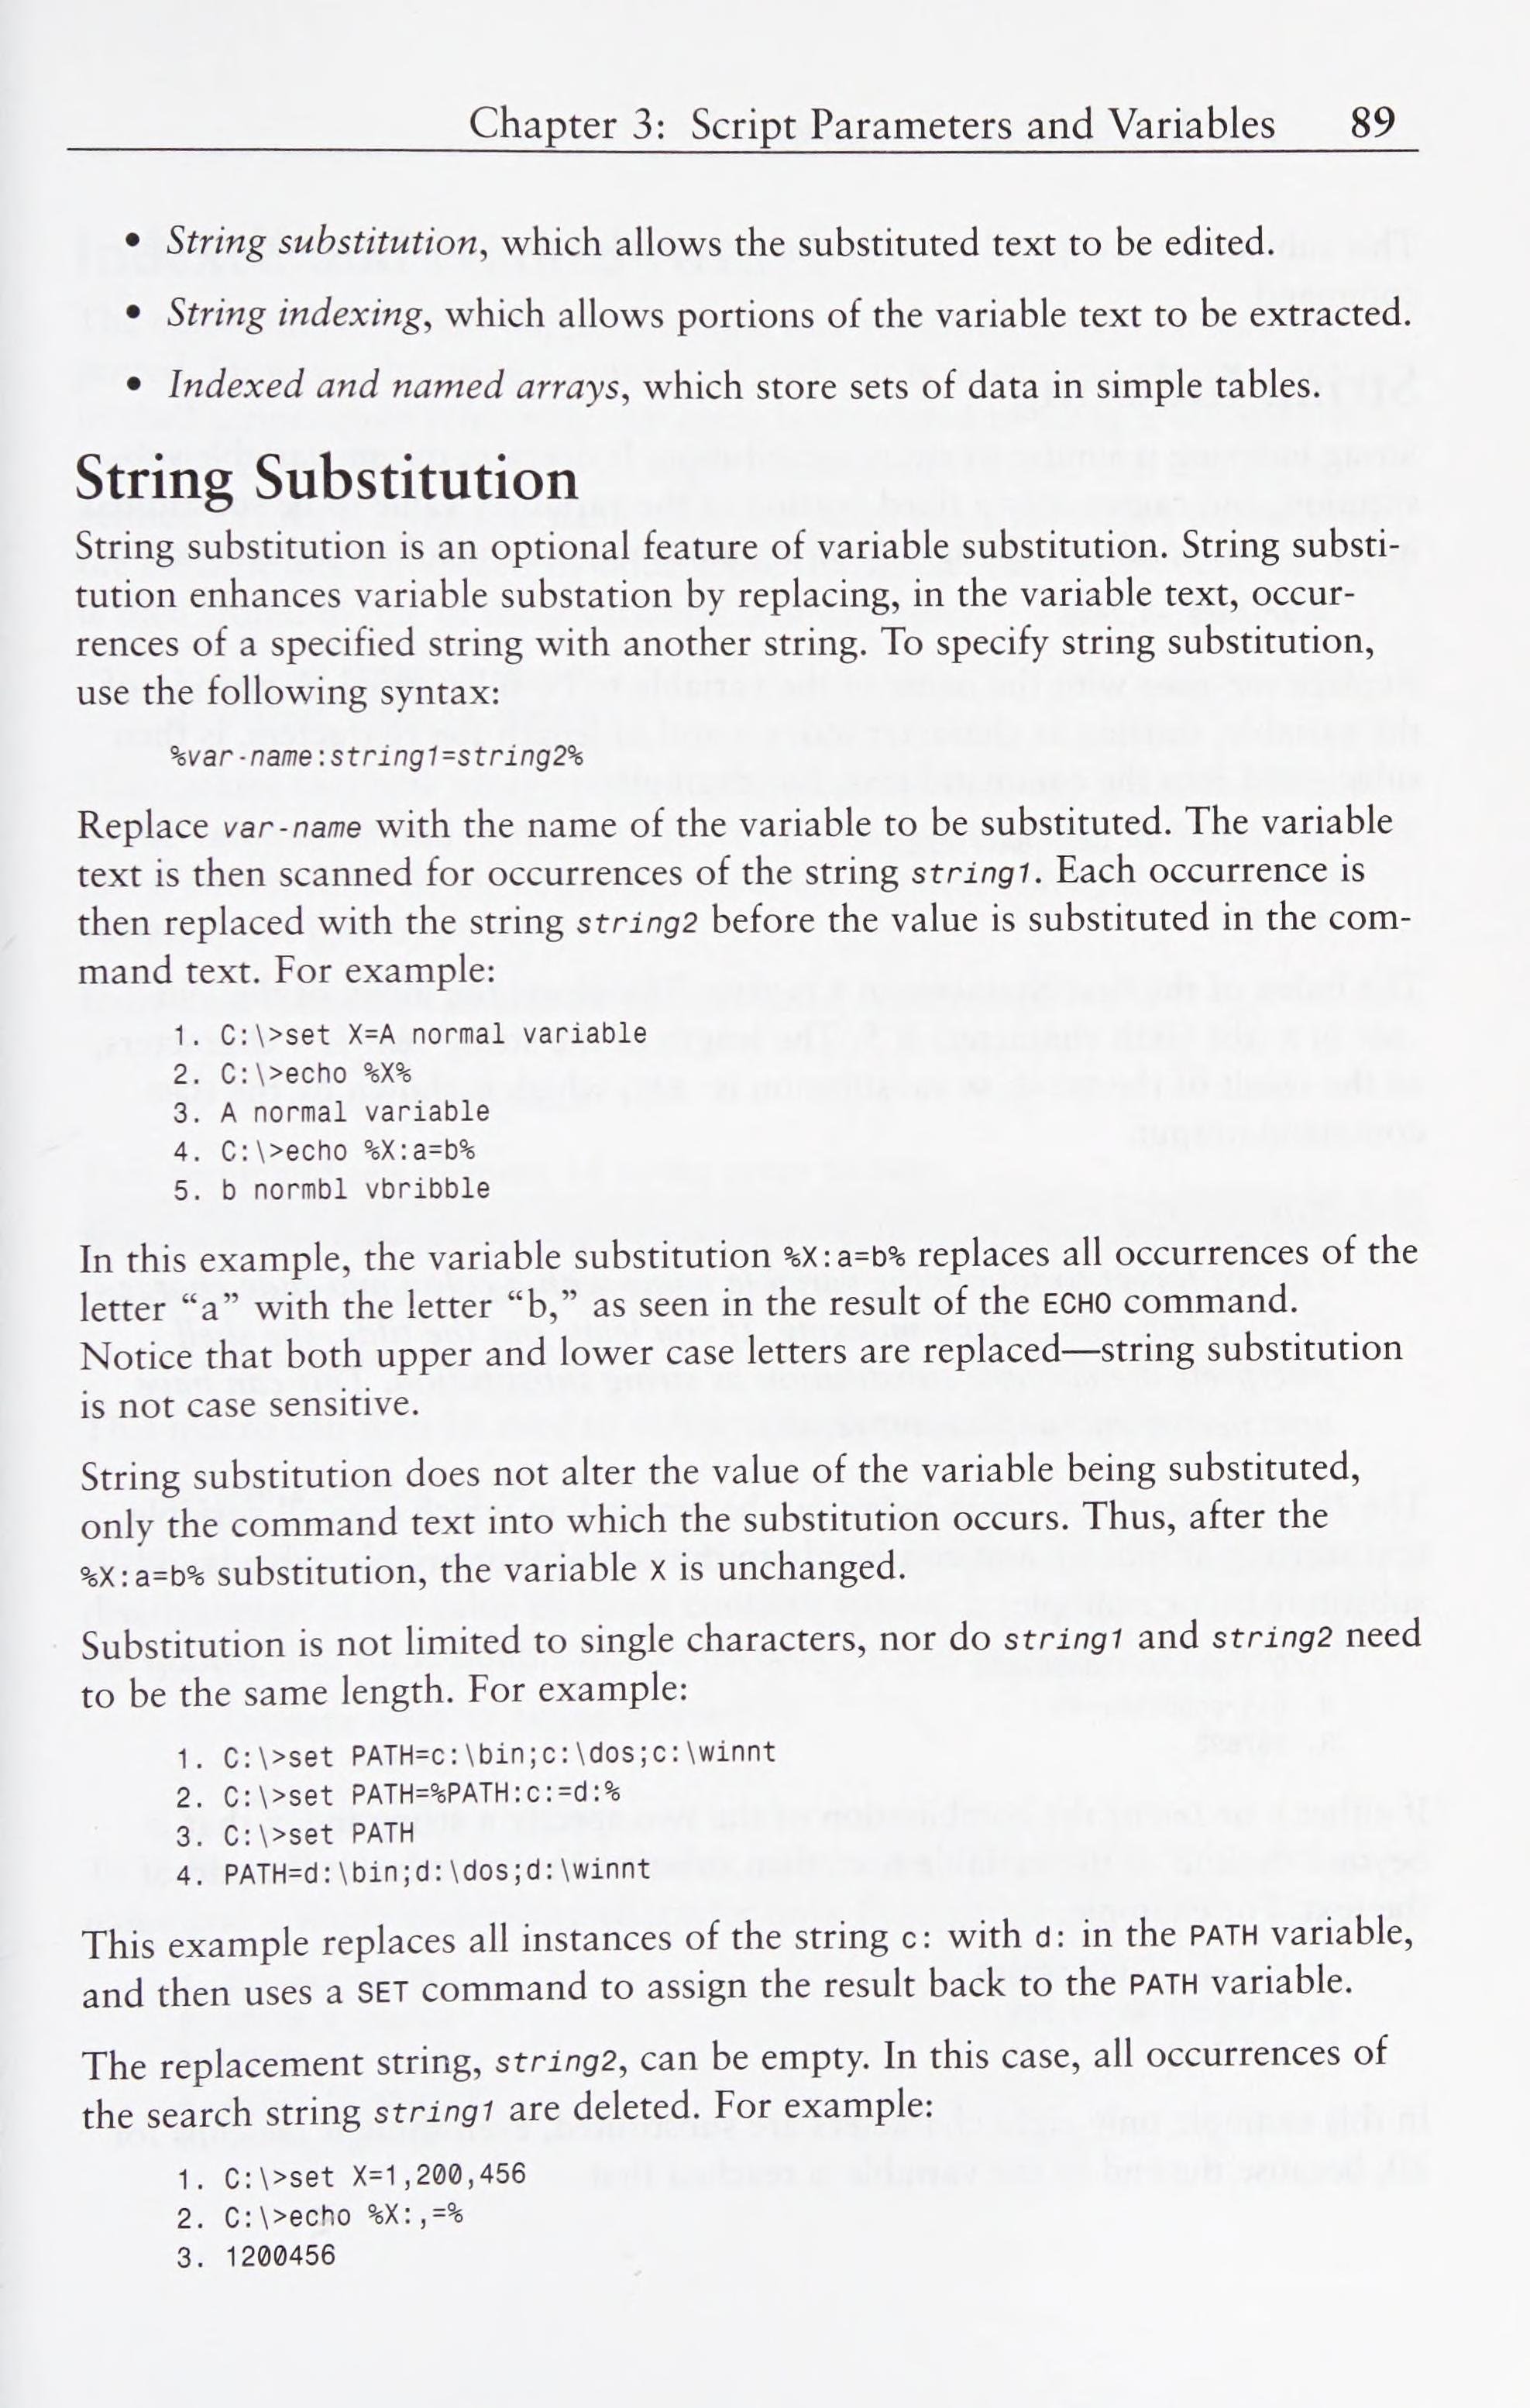 Chapter 3: Script Parameters and Variables 89
• String substitution, which allows the substituted text to be edited.
• String indexing, which allows portions of the variable text to be extracted.
• Indexed and named arrays, which store sets of data in simple tables.
String Substitution
String substitution is an optional feature of variable substitution. String substi-
tution enhances variable substation by replacing, in the variable text, occur-
rences of a specified string with another string. To specify string substitution,
use the following syntax:
%var-name:string1=string2%
Replace var-name with the name of the variable to be substituted. The variable
text is then scanned for occurrences of the string string1. Each occurrence is
then replaced with the string string2 before the value is substituted in the com-
mand text. For example:
1. C:\>set X=A normal variable
2. C:\>echo %X%
3. A normal variable
4. C:\>echo %X:a=b%
5. b normbl vbribble
In this example, the variable substitution %X:a=b% replaces all occurrences of the
letter “a” with the letter “b,” as seen in the result of the ECHO command.
Notice that both upper and lower case letters are replaced—string substitution
is not case sensitive.
String substitution does not alter the value of the variable being substituted,
only the command text into which the substitution occurs. Thus, after the
%X:a=b% substitution, the variable X is unchanged.
Substitution is not limited to single characters, nor do string1 and string2 need
to be the same length. For example:
1. C:\>set PATH=c:\bin;c:\dos;c:\winnt
2. C:\>set PATH=%PATH:c:=d:%
3. C:\>set PATH
4. PATH=d:\bin;d:\dos;d:\winnt
This example replaces all instances of the string c: with d: in the PATH variable,
and then uses a SET command to assign the result back to the PATH variable.
The replacement string, string2, can be empty. In this case, all occurrences of
the search string string1 are deleted. For example:
1. C:\>set X=1,200,456
2. C:\>echo %X:,=%
3. 1200456